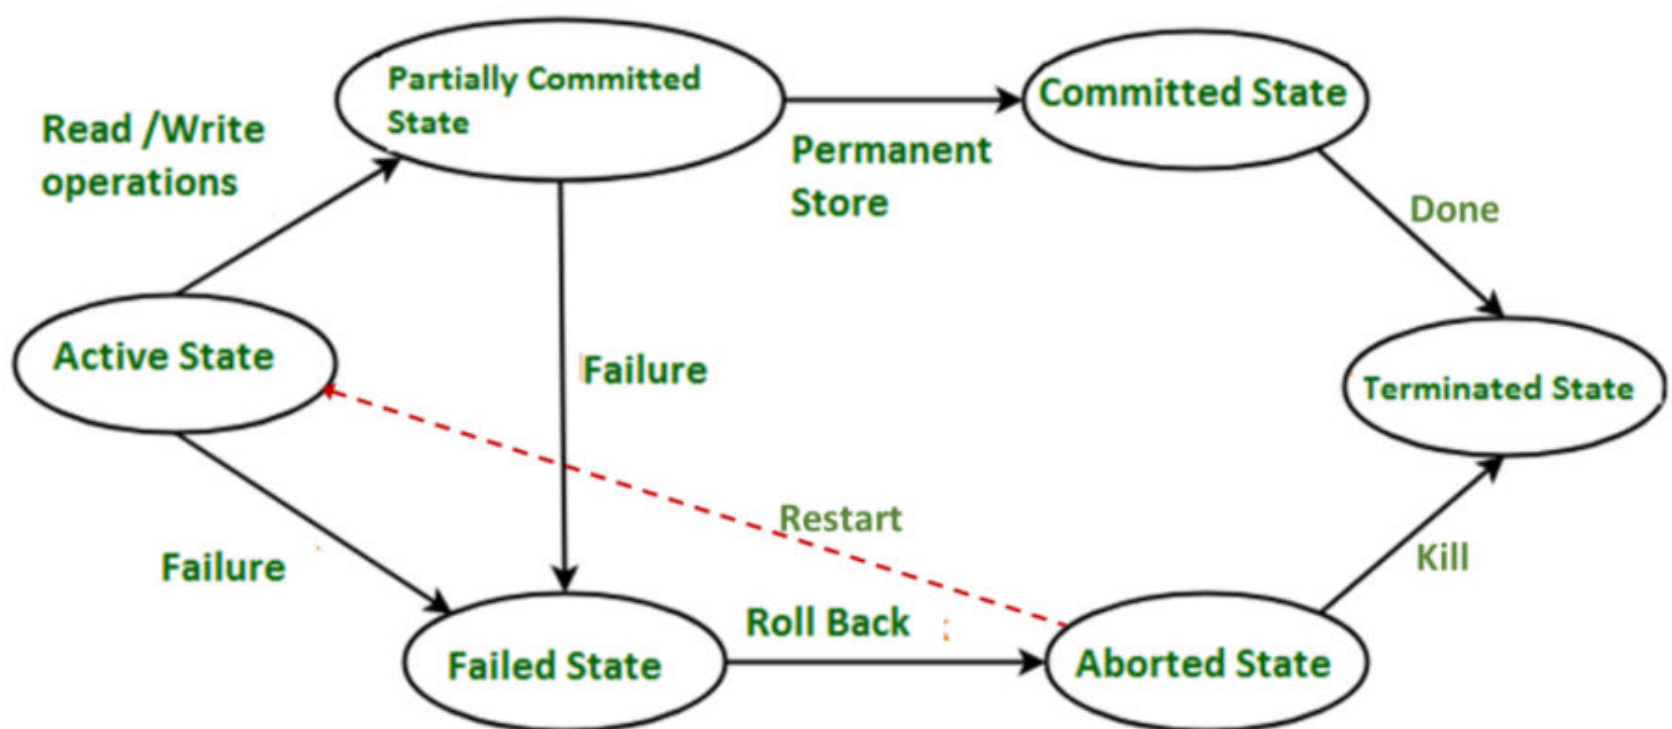 Partially Committed
State
Committed State
Read /Write
operations
Permanent
Store
Done
Active State
Failure
Terminated State
Restart
Failure
Kill
Roll Back
Failed State
Aborted State